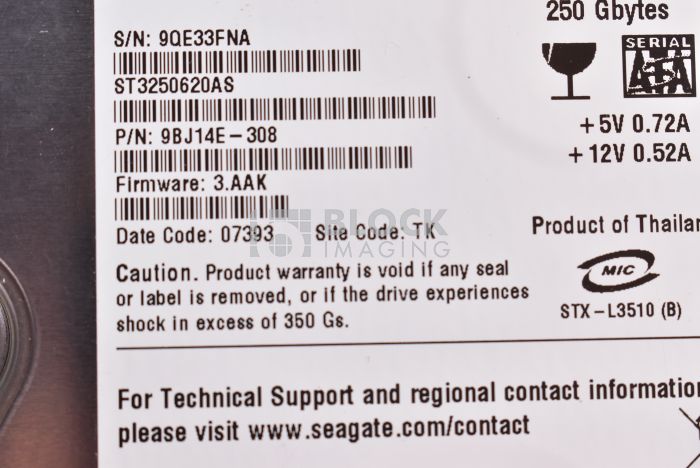 250 Gbytes
S/N: 9QE33FNA
ST3250620AS
SERIAL
ATA
P/N: 9BJ14E-308
+5V 0.72A
+12V 0.52A
Firmware: 3.AAK
BLOCK
IMAGING
Date Code: 07393 Site Code: TK
Product of Thailan
Caution. Product warranty is void if any seal
or label is removed, or if the drive experiences
shock in excess of 350 Gs.
MIC
STX-L3510 (B)
For Technical Support and regional contact information
please visit www.seagate.com/contact